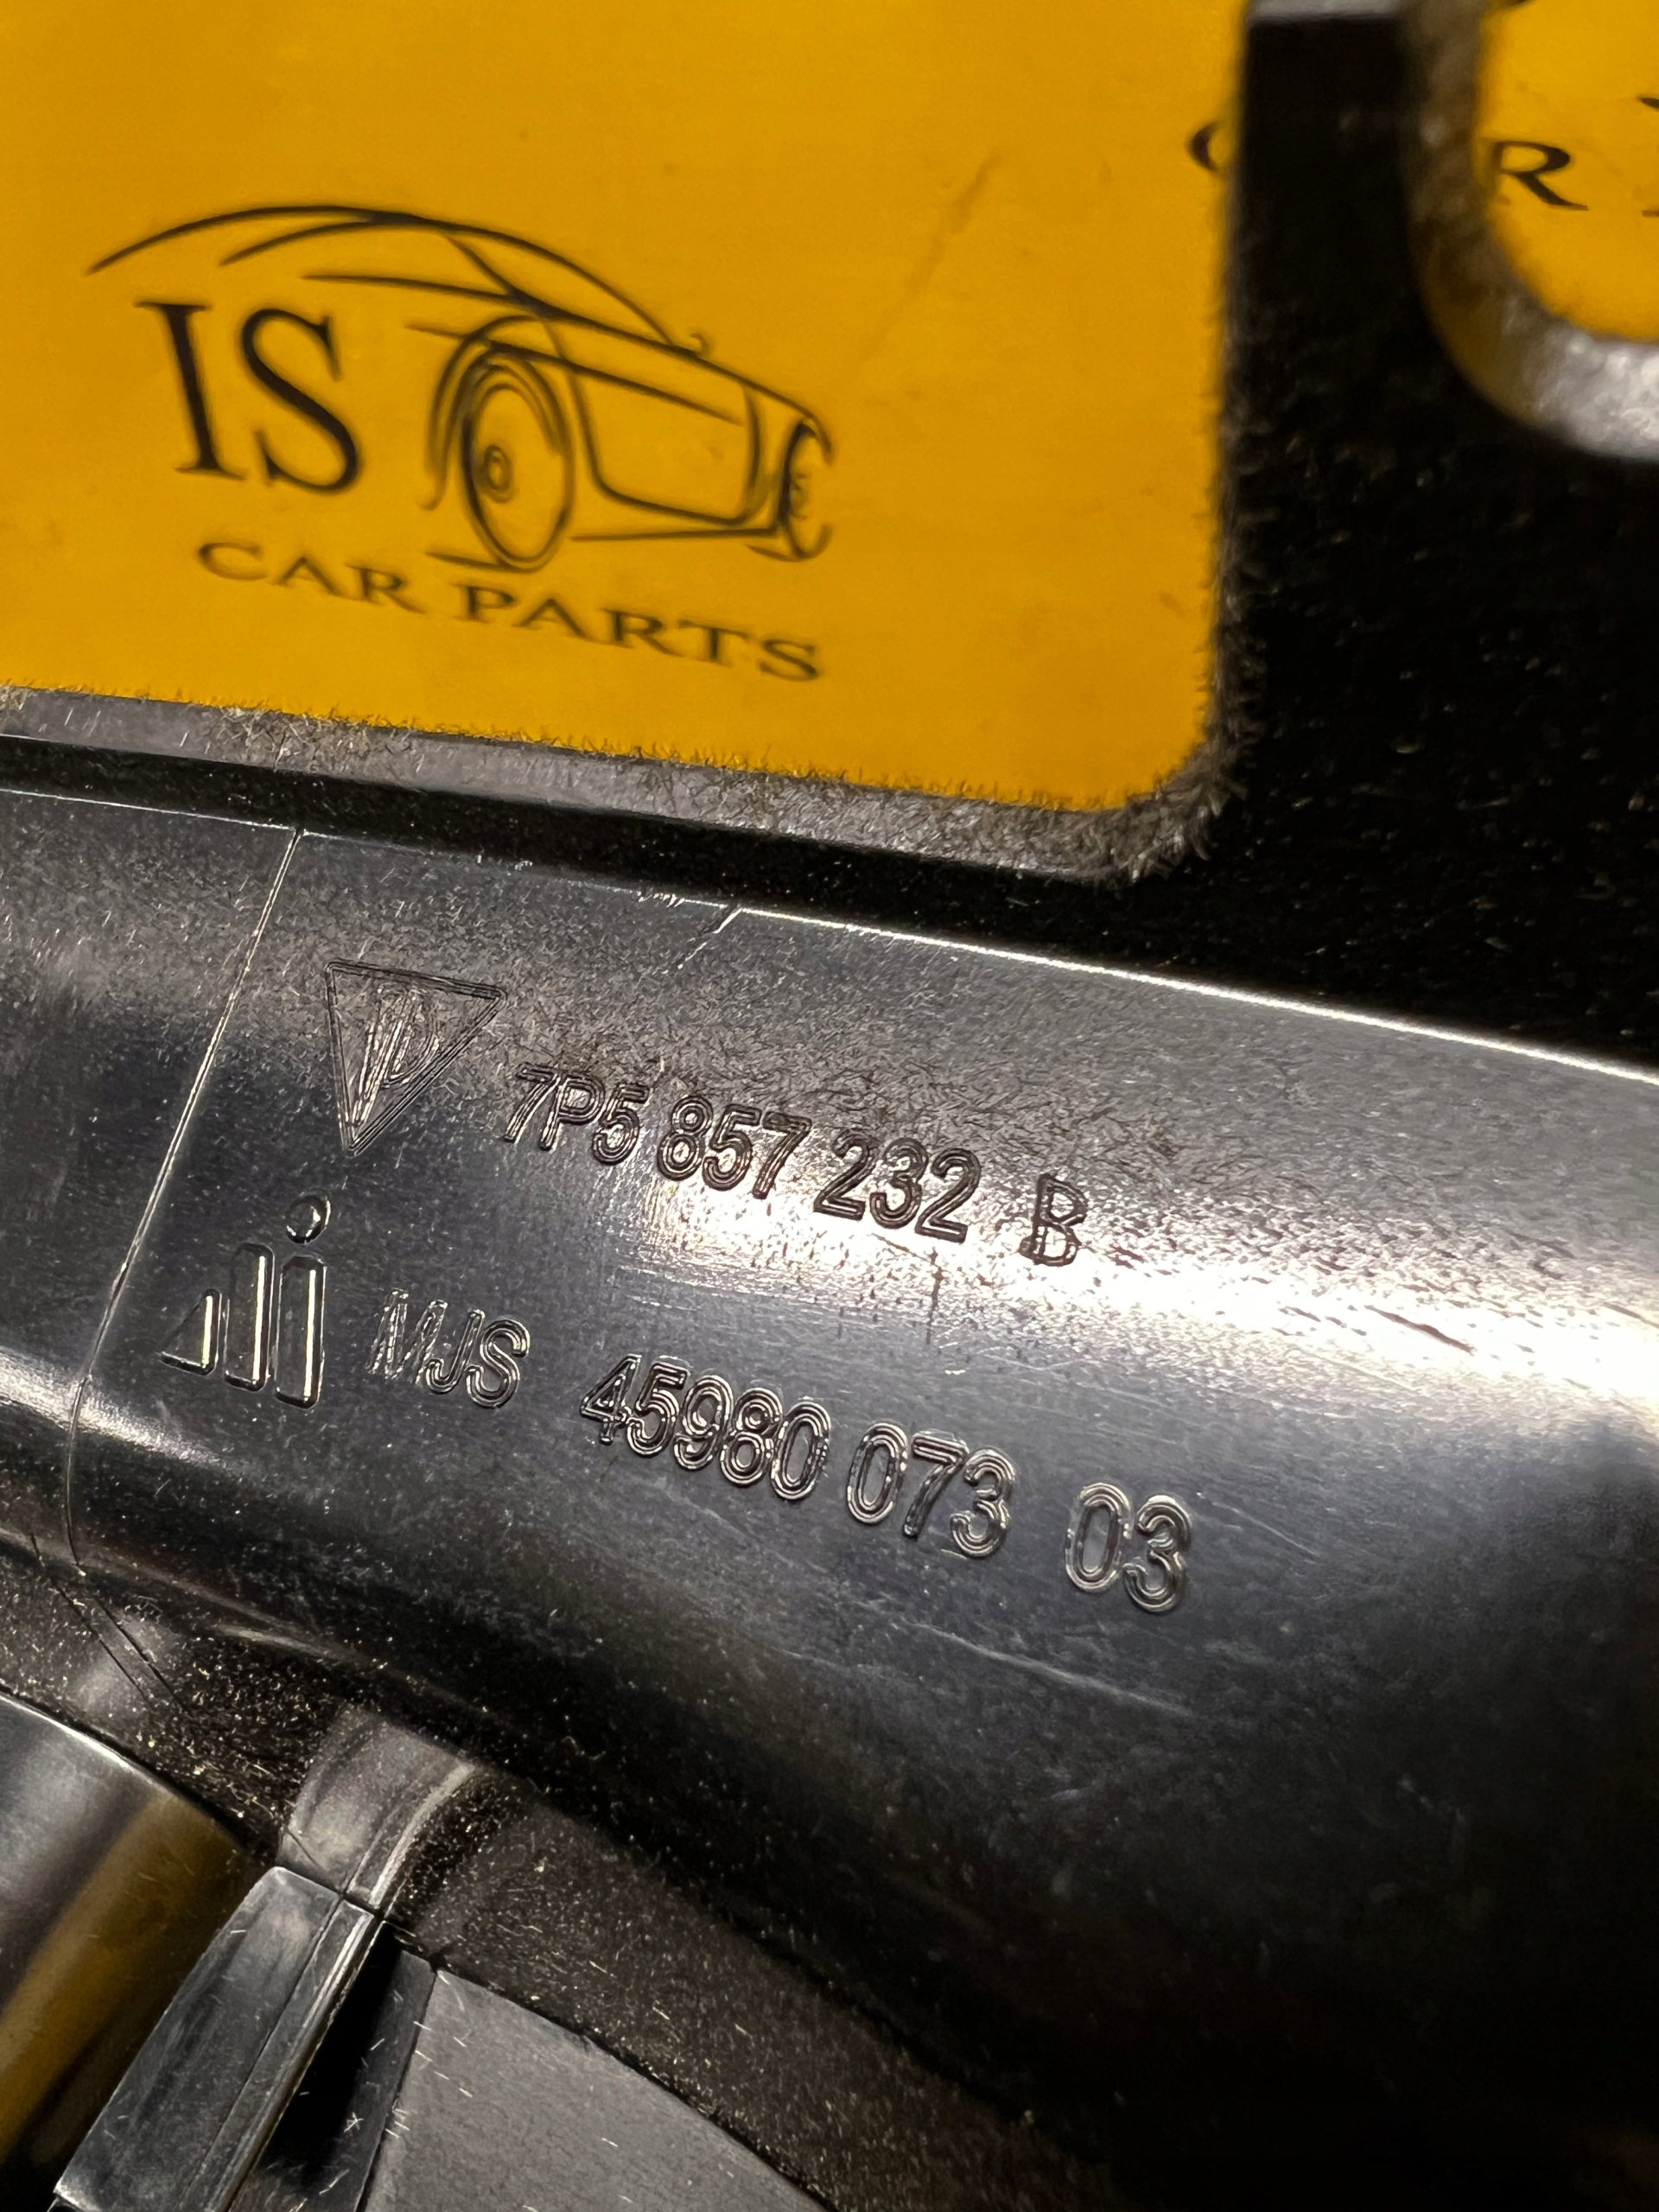 IS
CAR PARTS
7P5 857 232 B
MJS 45980 073 03